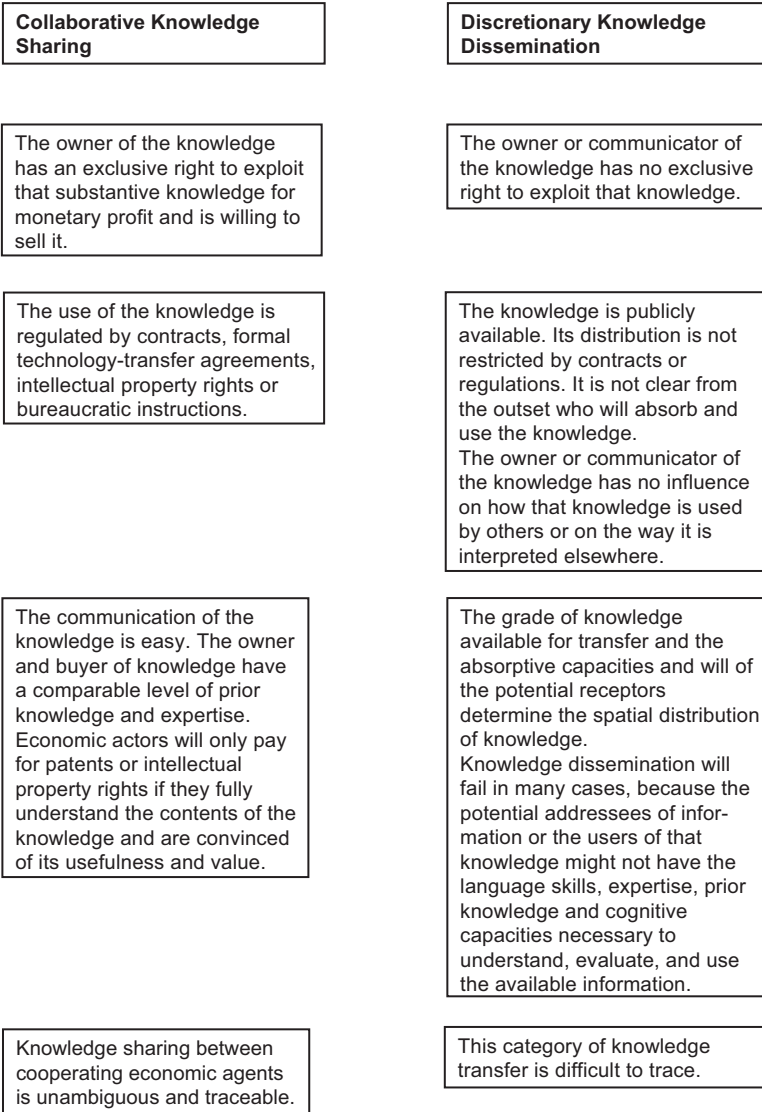 Collaborative Knowledge
Sharing
Discretionary Knowledge
Dissemination
The owner of the knowledge
has an exclusive right to exploit
that substantive knowledge for
monetary profit and is willing to
sell it.
The owner or communicator of
the knowledge has no exclusive
right to exploit that knowledge.
The use of the knowledge is
regulated by contracts, formal
technology-transfer agreements,
intellectual property rights or
bureaucratic instructions.
The knowledge is publicly
available. Its distribution is not
restricted by contracts or
regulations. It is not clear from
the outset who will absorb and
use the knowledge.
The owner or communicator of
the knowledge has no influence
on how that knowledge is used
by others or on the way it is
interpreted elsewhere.
The communication of the
knowledge is easy. The owner
and buyer of knowledge have
a comparable level of prior
knowledge and expertise.
Economic actors will only pay
for patents or intellectual
property rights if they fully
understand the contents of the
knowledge and are convinced
of its usefulness and value.
The grade of knowledge
available for transfer and the
absorptive capacities and will of
the potential receptors
determine the spatial distribution
of knowledge.
Knowledge dissemination will
fail in many cases, because the
potential addressees of infor-
mation or the users of that
knowledge might not have the
language skills, expertise, prior
knowledge and cognitive
capacities necessary to
understand, evaluate, and use
the available information.
Knowledge sharing between
cooperating economic agents
is unambiguous and traceable.
This category of knowledge
transfer is difficult to trace.